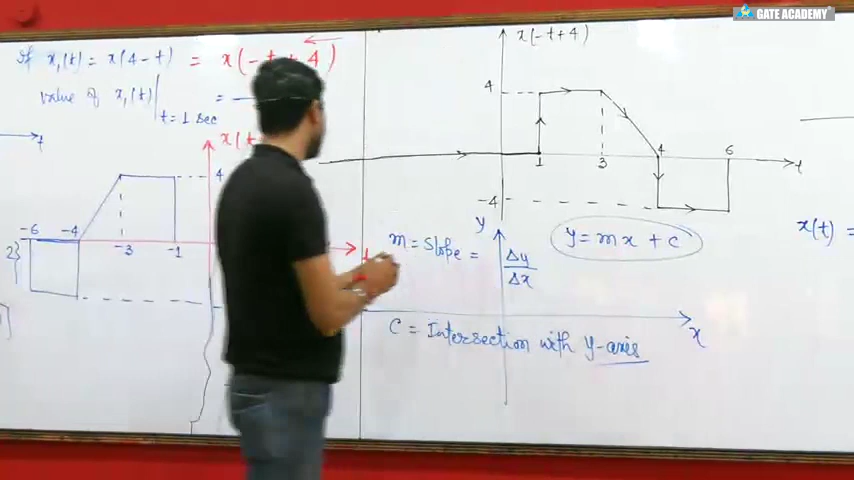 GATE ACADEMY
If x₁(t) = x(4-t) = x(-t+4)
value of x₁(t)| t = 1 sec =
t
x(t
4
-6 -4 -3 -1
2
t
x(-t+4)
4
1 3 4 6 t
-4
y
y = mx + c
x(t) =
m = Slope = Δy/Δx
x
C = Intersection with y-axis